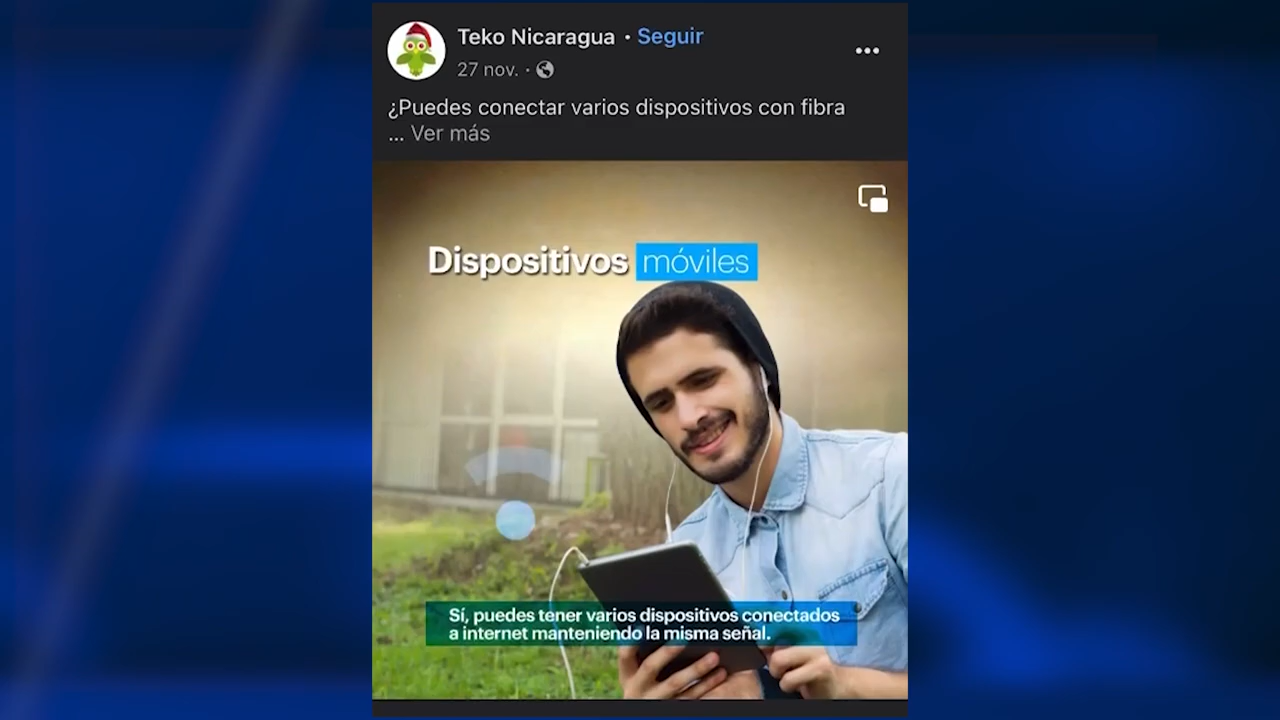 Teko Nicaragua · Seguir
27 nov. ·
¿Puedes conectar varios dispositivos con fibra
... Ver más
Dispositivos móviles
Sí, puedes tener varios dispositivos conectados
a internet manteniendo la misma señal.